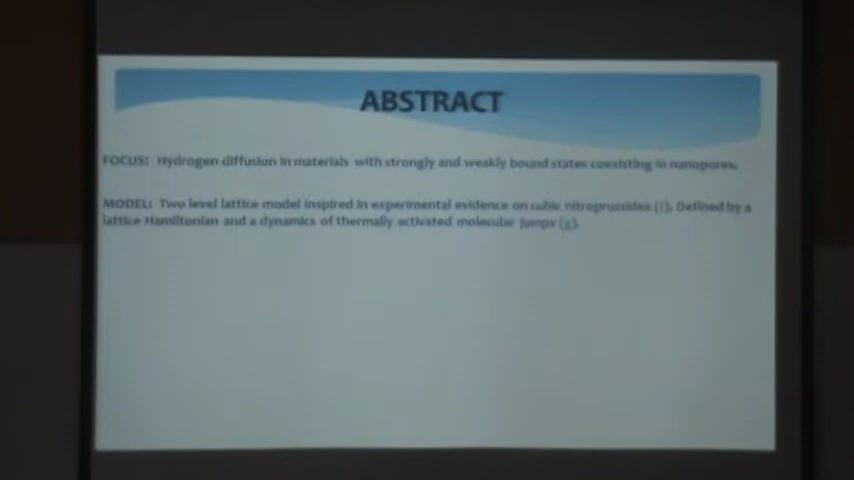 ABSTRACT
FOCUS: Hydrogen diffusion in materials with strongly and weakly bound states coexisting in nanopores.
MODEL: Two level lattice model inspired in experimental evidence on cubic nitroprussides (). Defined by a
lattice Hamiltonian and a dynamics of thermally activated molecular jumps ().